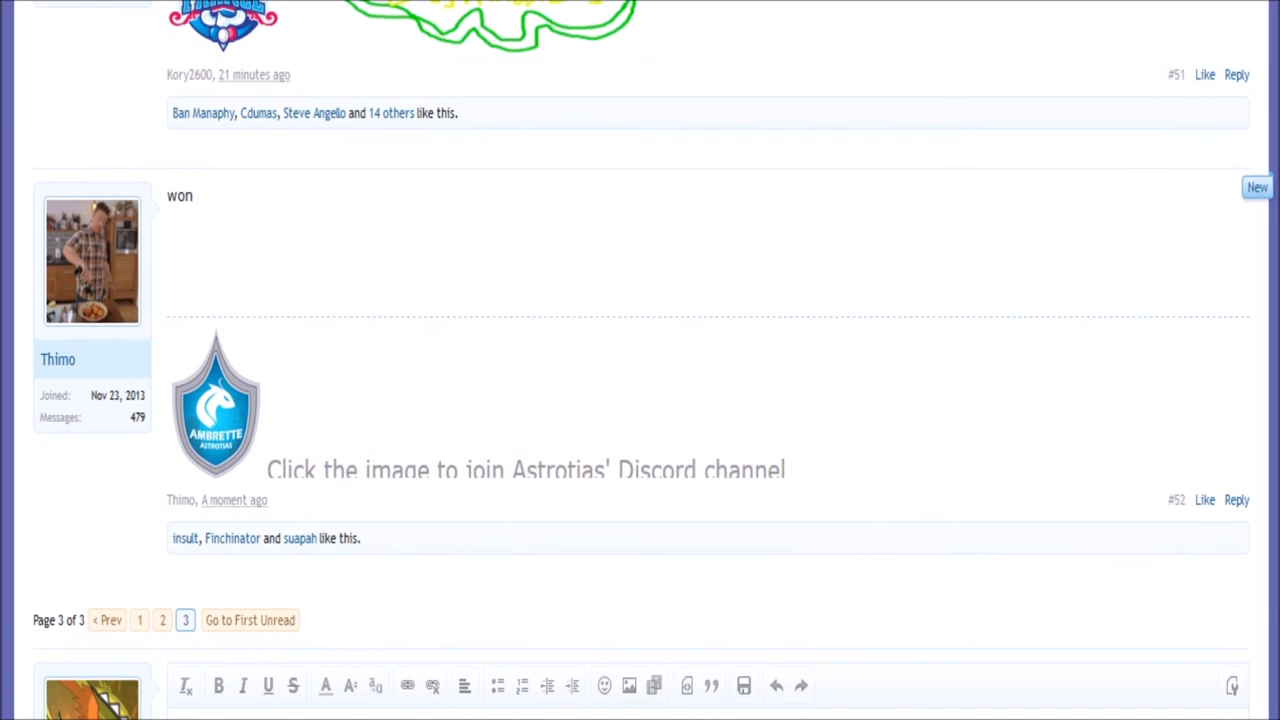 Kory2600, 21 minutes ago
#51 Like Reply
Ban Manaphy, Cdumas, Steve Angello and 14 others like this.
won
New
Thimo
Joined: Nov 23, 2013
Messages: 479
AMBRETTE
ASTROTIAS
Click the image to join Astrotias' Discord channel
Thimo, A moment ago
#52 Like Reply
insult, Finchinator and suapah like this.
Page 3 of 3 < Prev 1 2 3 Go to First Unread